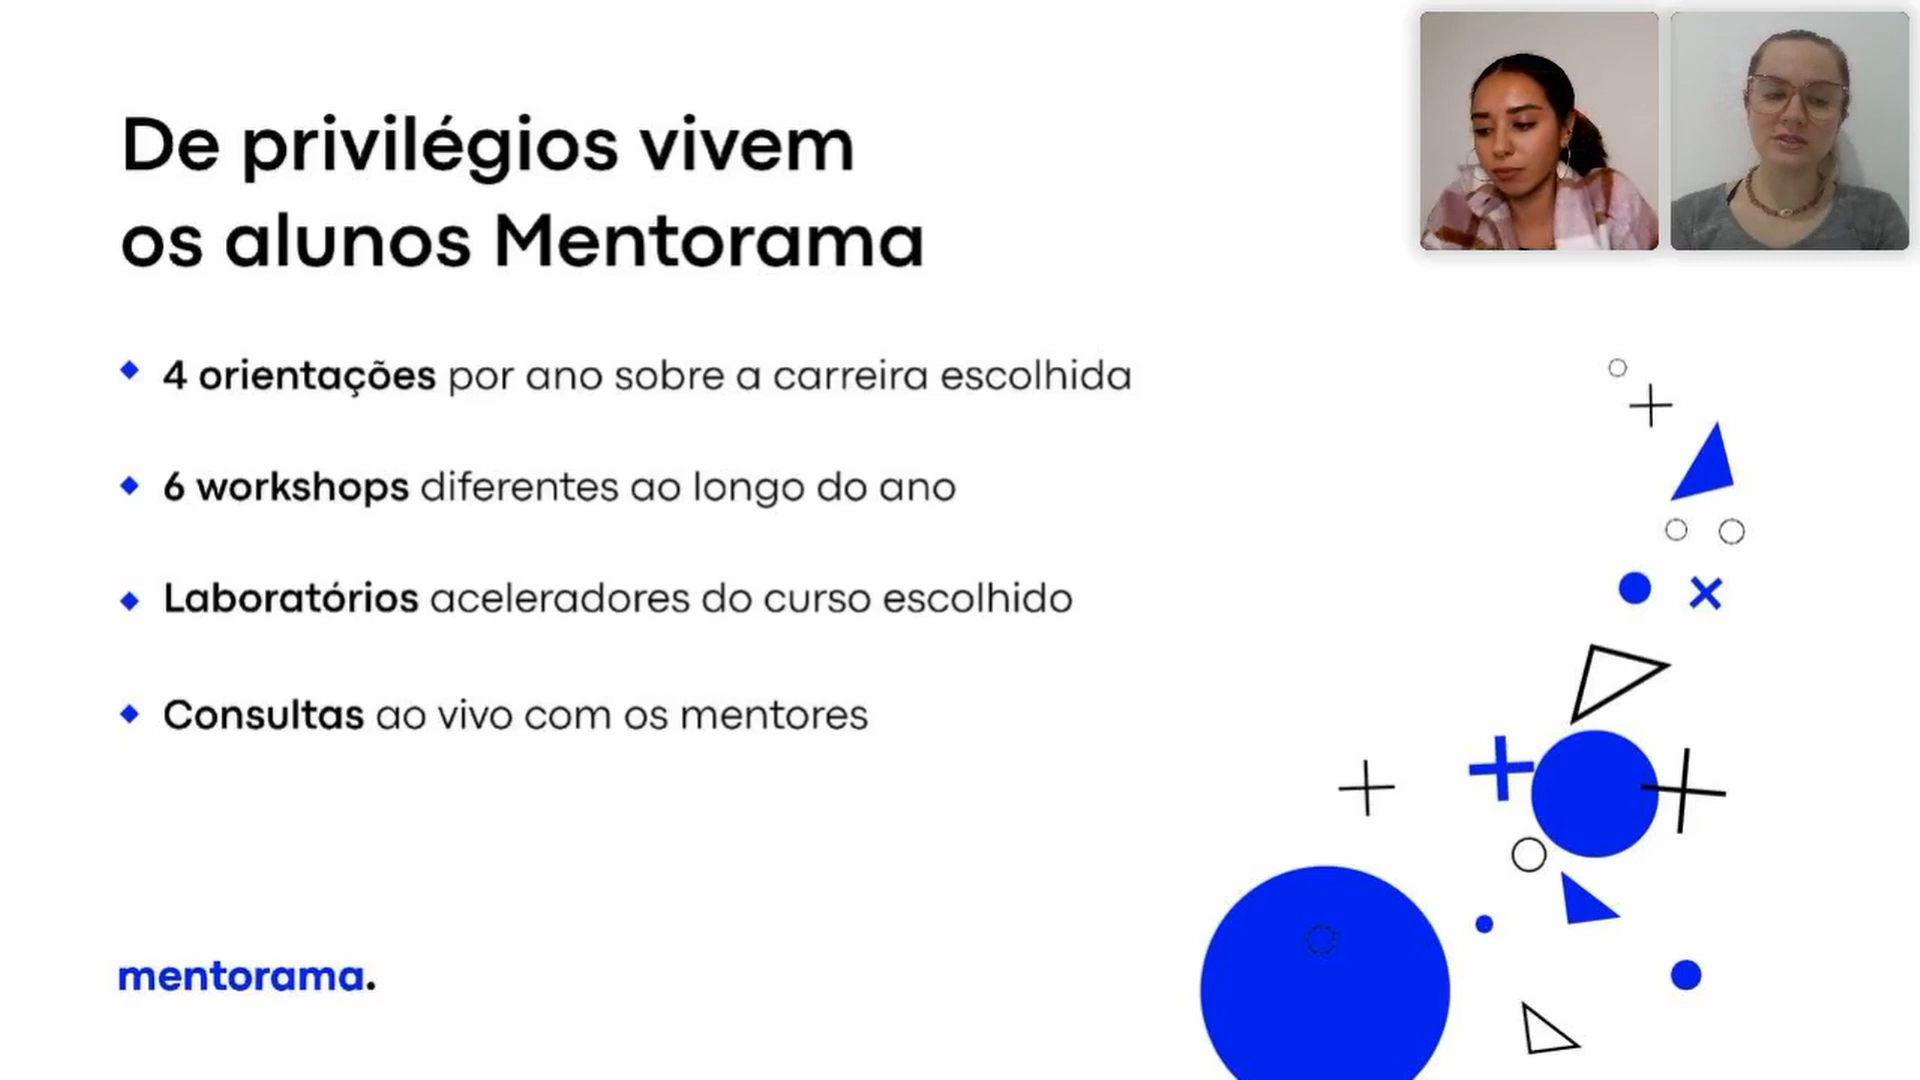 De privilégios vivem
os alunos Mentorama
4 orientações por ano sobre a carreira escolhida
6 workshops diferentes ao longo do ano
Laboratórios aceleradores do curso escolhido
Consultas ao vivo com os mentores
mentorama.